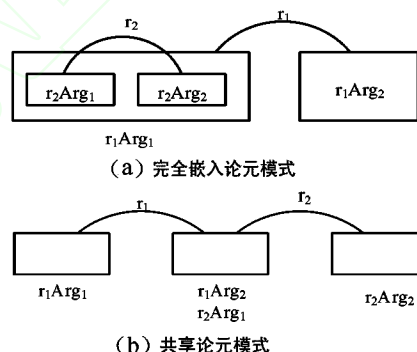 r₂
r₁
r₂Arg₁
r₂Arg₂
r₁Arg₂
r₁Arg₁
(a) 完全嵌入论元模式
r₁
r₂
r₁Arg₁
r₁Arg₂
r₂Arg₁
r₂Arg₂
(b) 共享论元模式